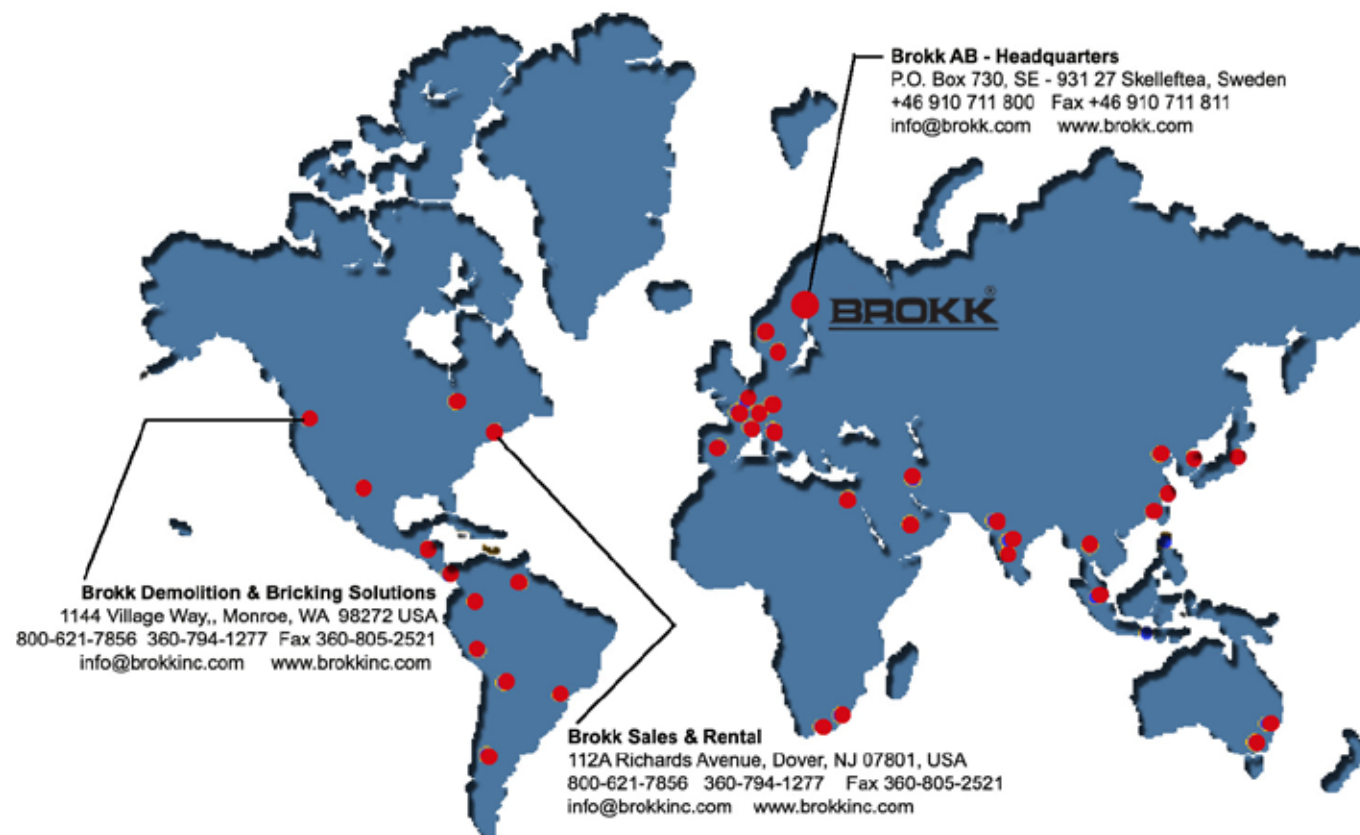 Brokk AB - Headquarters
P.O. Box 730, SE - 931 27 Skelleftea, Sweden
+46 910 711 800 Fax +46 910 711 811
info@brokk.com www.brokk.com
BROKK®
Brokk Demolition & Bricking Solutions
1144 Village Way,, Monroe, WA 98272 USA
800-621-7856 360-794-1277 Fax 360-805-2521
info@brokkinc.com www.brokkinc.com
Brokk Sales & Rental
112A Richards Avenue, Dover, NJ 07801, USA
800-621-7856 360-794-1277 Fax 360-805-2521
info@brokkinc.com www.brokkinc.com